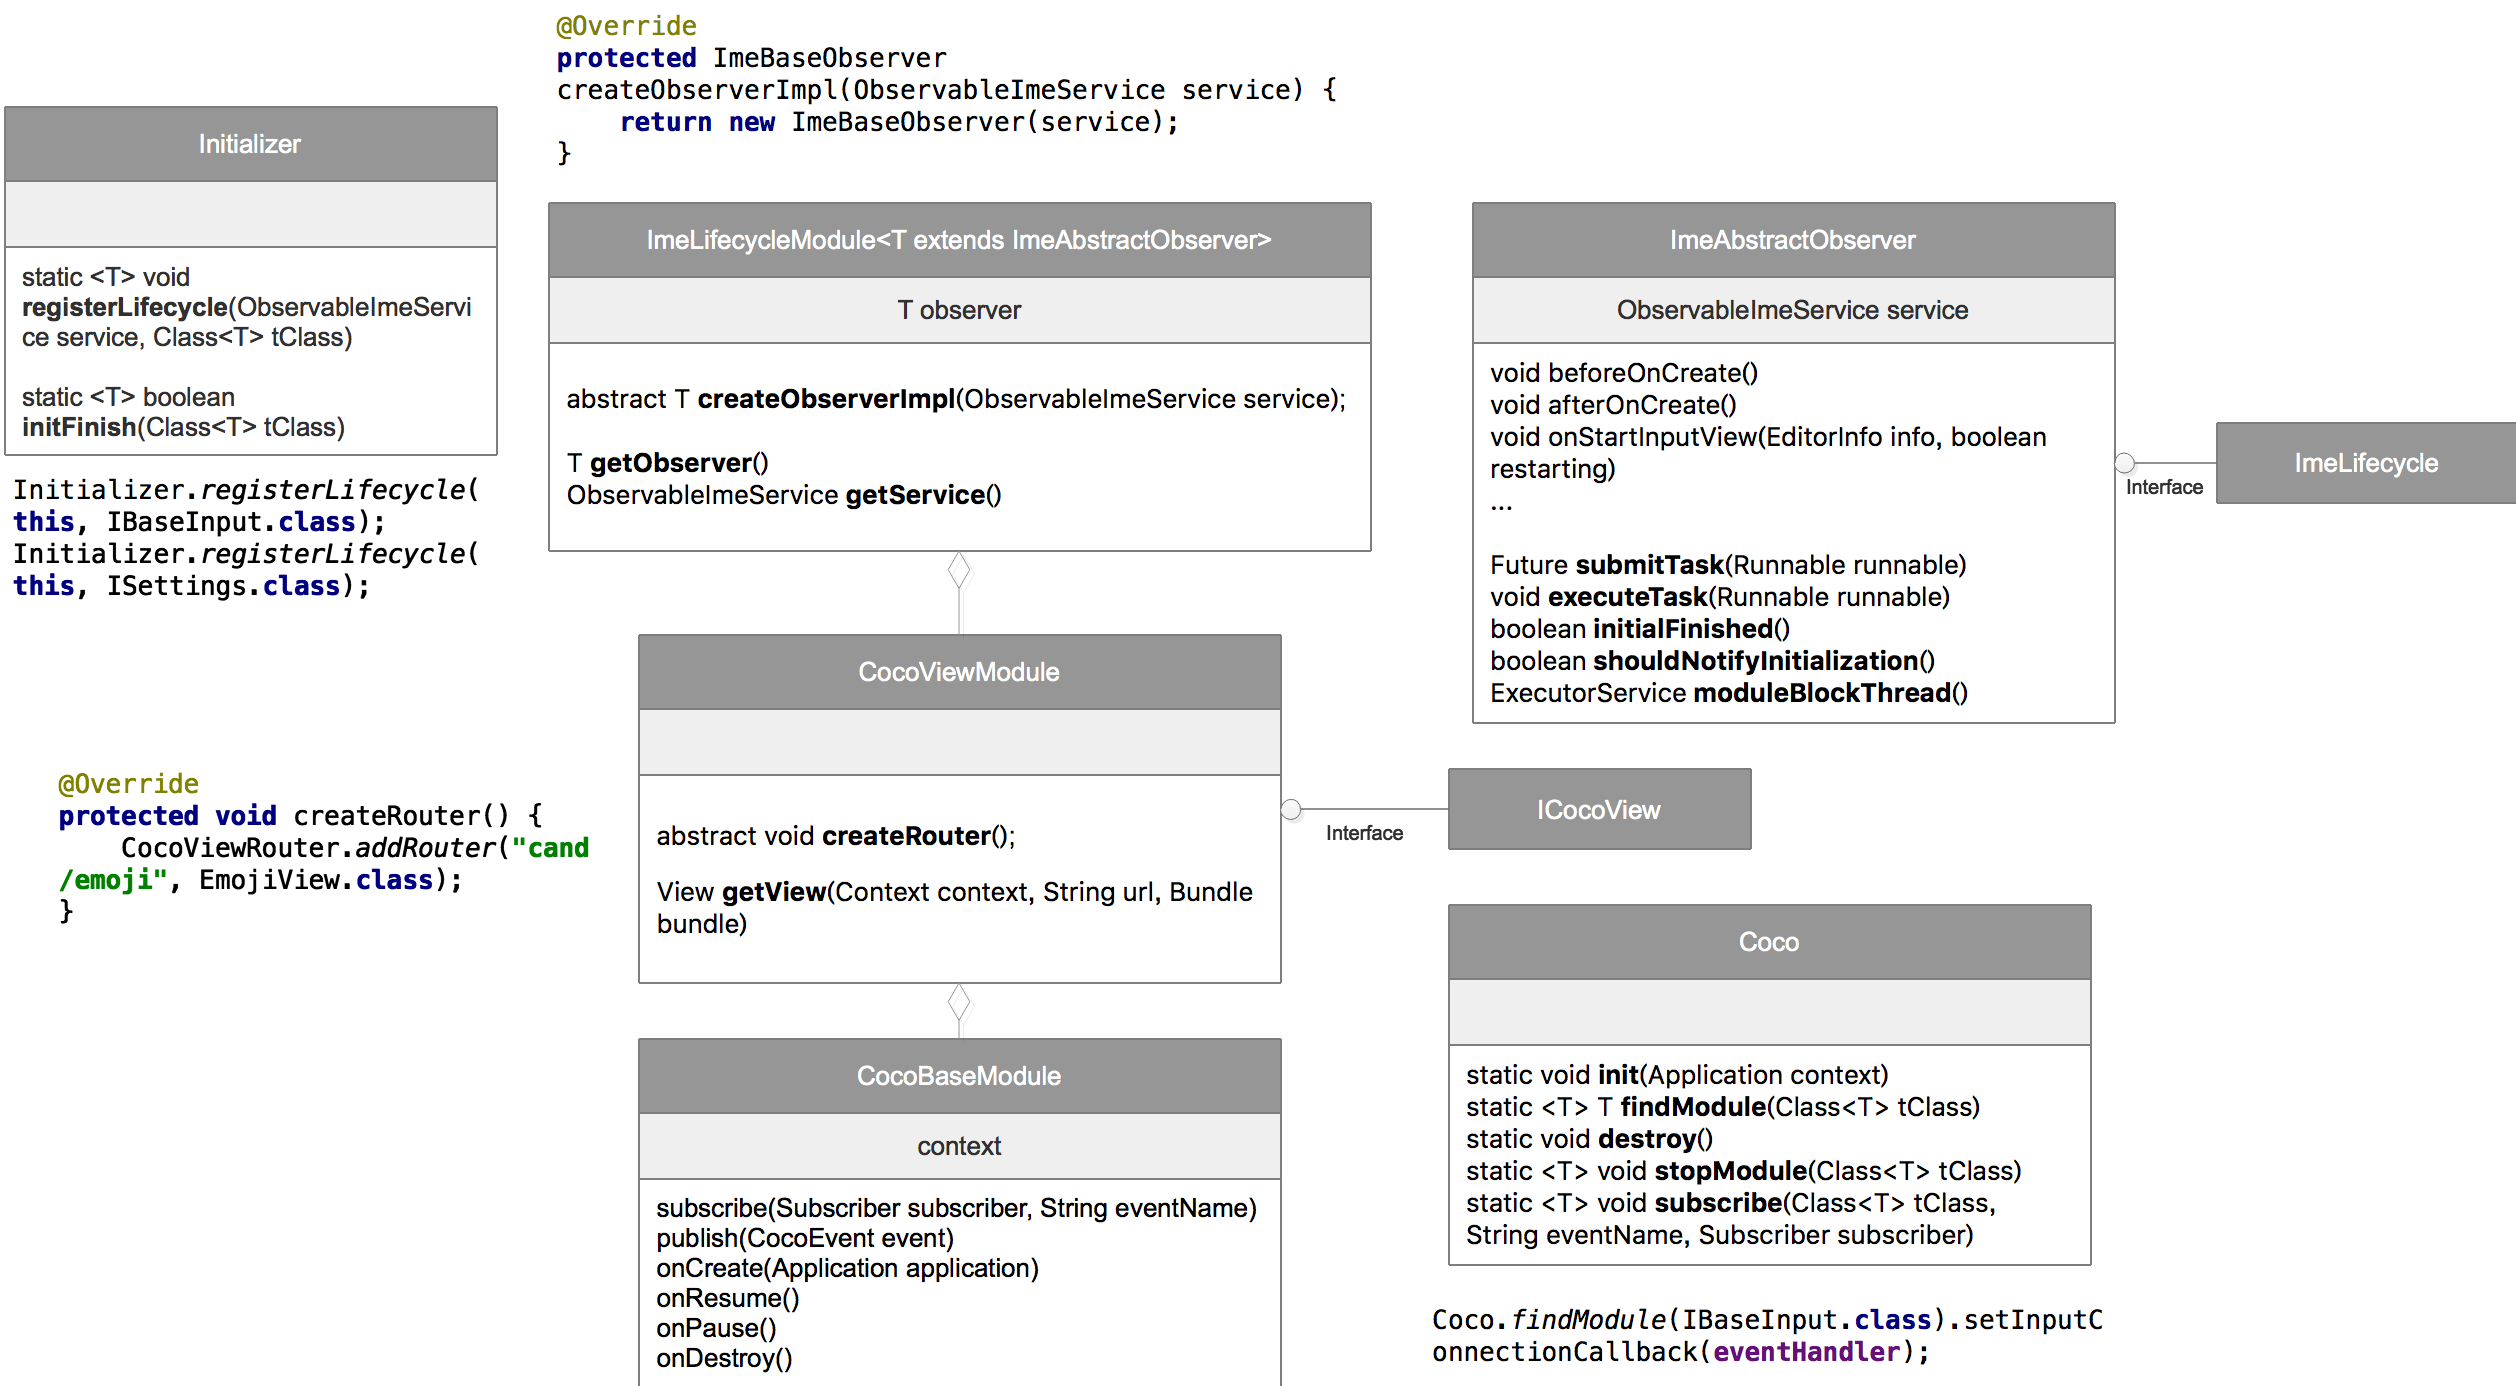 @Override
protected ImeBaseObserver
createObserverImpl(ObservableImeService service) {
return new ImeBaseObserver(service);
}
Initializer
static <T> void
registerLifecycle(ObservableImeServi
ce service, Class<T> tClass)
static <T> boolean
initFinish(Class<T> tClass)
Initializer.registerLifecycle(
this, IBaseInput.class);
Initializer.registerLifecycle(
this, ISettings.class);
ImeLifecycleModule<T extends ImeAbstractObserver>
T observer
abstract T createObserverImpl(ObservableImeService service);
T getObserver()
ObservableImeService getService()
ImeAbstractObserver
ObservableImeService service
void beforeOnCreate()
void afterOnCreate()
void onStartInputView(EditorInfo info, boolean
restarting)
...
Future submitTask(Runnable runnable)
void executeTask(Runnable runnable)
boolean initialFinished()
boolean shouldNotifyInitialization()
ExecutorService moduleBlockThread()
Interface
ImeLifecycle
CocoViewModule
abstract void createRouter();
View getView(Context context, String url, Bundle
bundle)
Interface
ICocoView
@Override
protected void createRouter() {
CocoViewRouter.addRouter("cand
/emoji", EmojiView.class);
}
CocoBaseModule
context
subscribe(Subscriber subscriber, String eventName)
publish(CocoEvent event)
onCreate(Application application)
onResume()
onPause()
onDestroy()
Coco
static void init(Application context)
static <T> T findModule(Class<T> tClass)
static void destroy()
static <T> void stopModule(Class<T> tClass)
static <T> void subscribe(Class<T> tClass,
String eventName, Subscriber subscriber)
Coco.findModule(IBaseInput.class).setInputC
onnectionCallback(eventHandler);